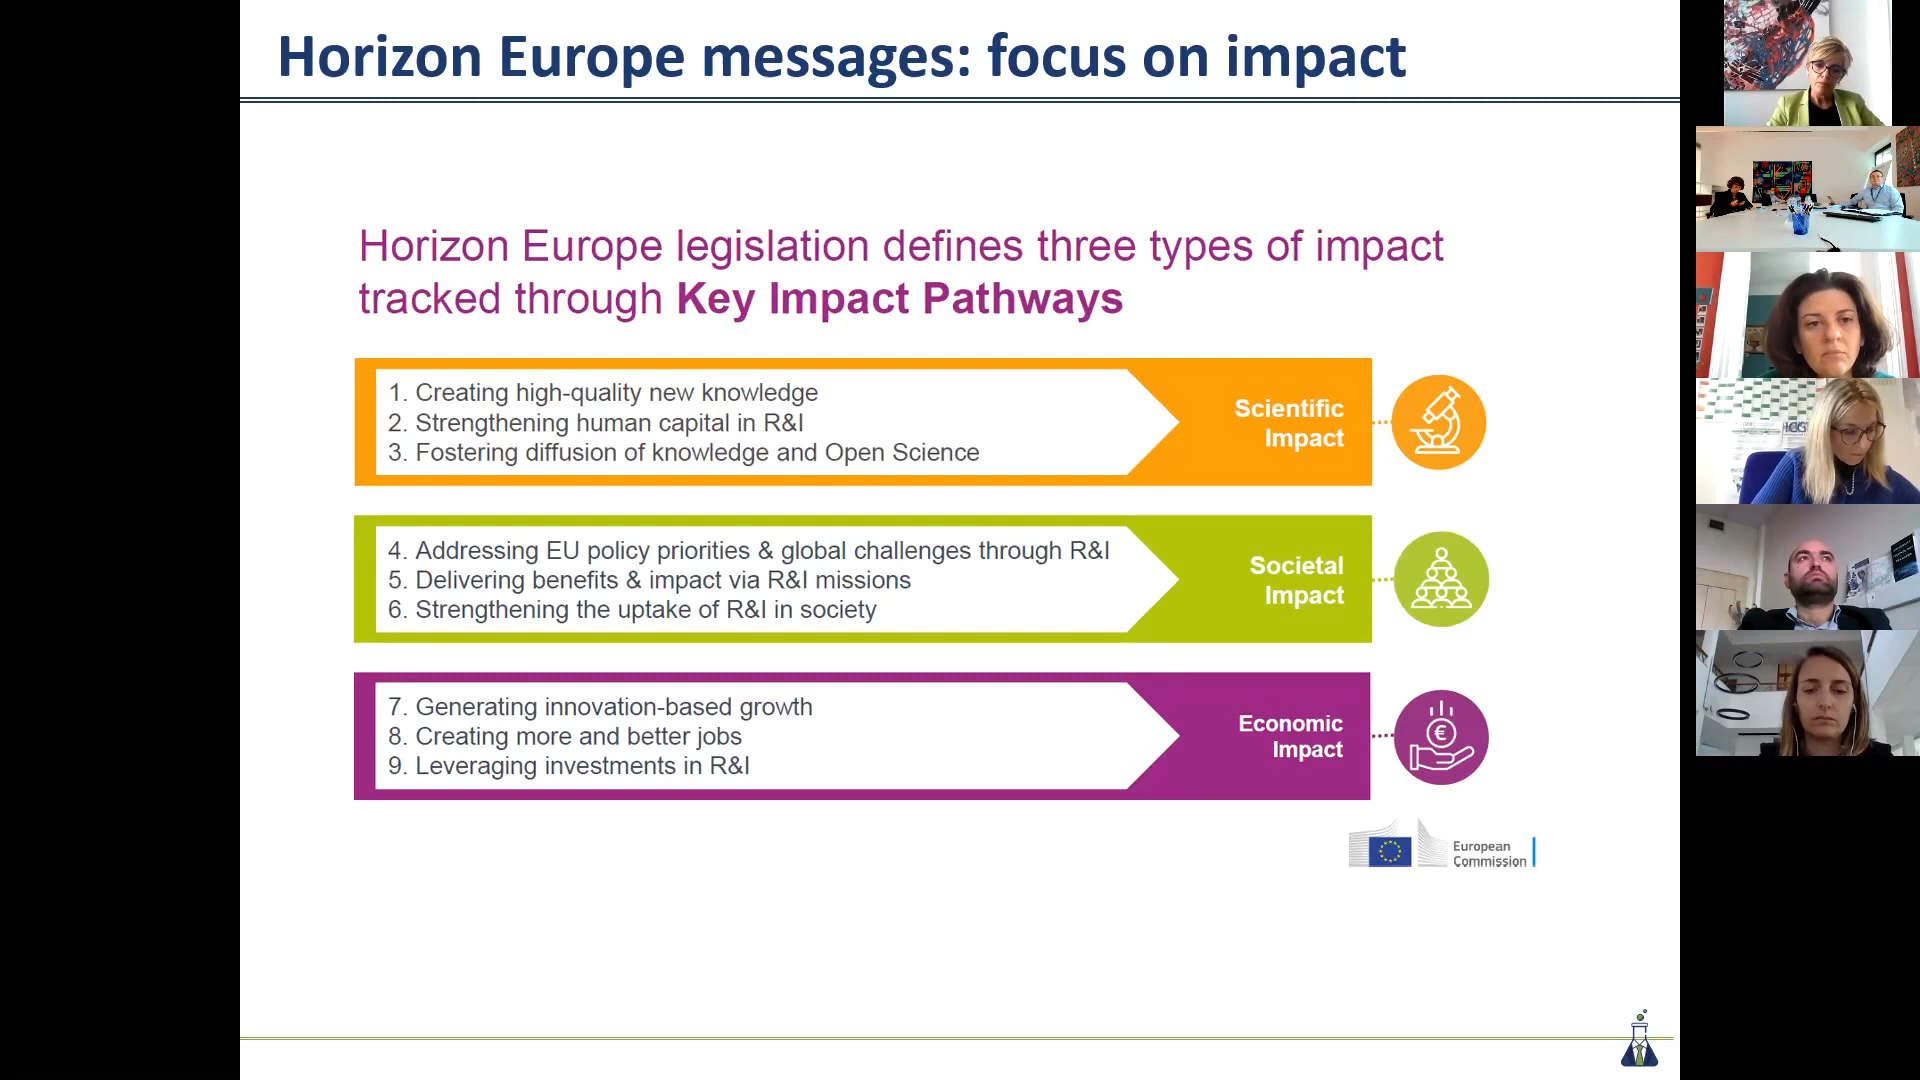 Horizon Europe messages: focus on impact
Horizon Europe legislation defines three types of impact
tracked through Key Impact Pathways
1. Creating high-quality new knowledge
2. Strengthening human capital in R&I
3. Fostering diffusion of knowledge and Open Science
Scientific
Impact
4. Addressing EU policy priorities & global challenges through R&I
5. Delivering benefits & impact via R&I missions
6. Strengthening the uptake of R&I in society
Societal
Impact
7. Generating innovation-based growth
8. Creating more and better jobs
9. Leveraging investments in R&I
Economic
Impact
€
European
Commission